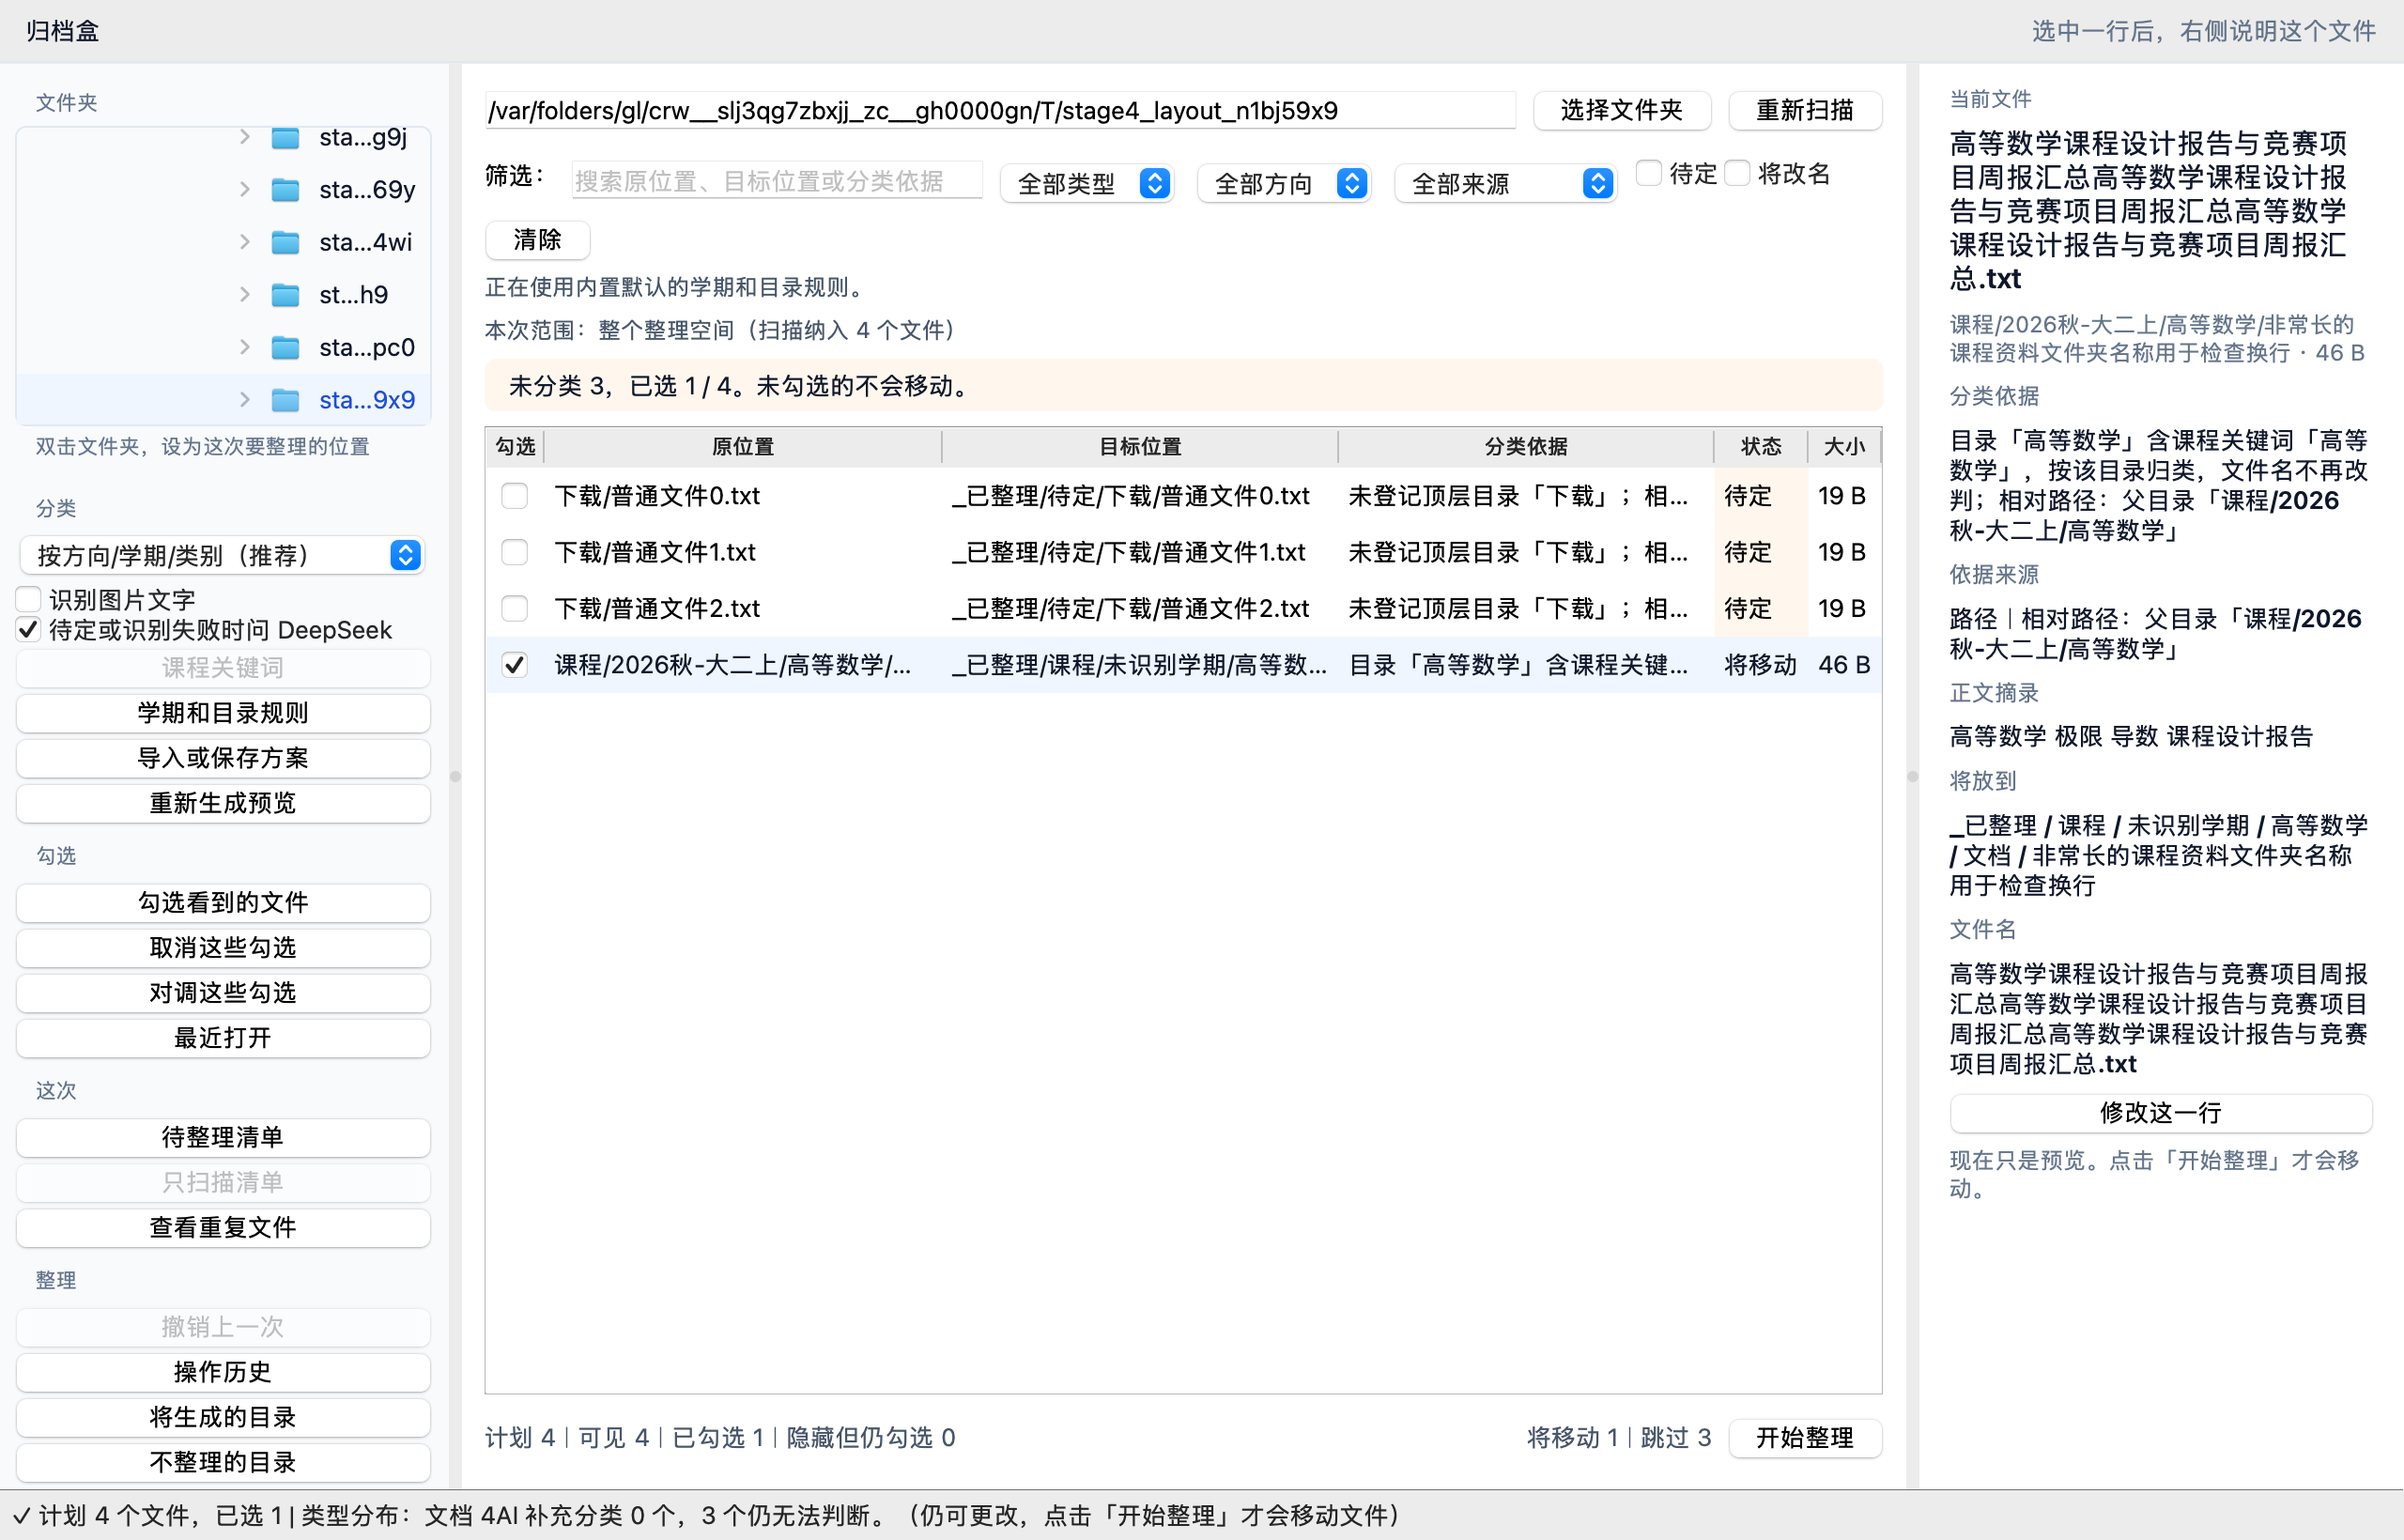 归档盒
选中一行后，右侧说明这个文件
文件夹
sta...g9j
sta...69y
sta...4wi
st...h9
sta...pc0
sta...9x9
双击文件夹，设为这次要整理的位置
分类
按方向/学期/类别（推荐）
识别图片文字
待定或识别失败时问 DeepSeek
课程关键词
学期和目录规则
导入或保存方案
重新生成预览
勾选
勾选看到的文件
取消这些勾选
对调这些勾选
最近打开
这次
待整理清单
只扫描清单
查看重复文件
整理
撤销上一次
操作历史
将生成的目录
不整理的目录
/var/folders/gl/crw__slj3qg7zbxjj_zc__gh0000gn/T/stage4_layout_n1bj59x9
选择文件夹
重新扫描
筛选：
搜索原位置、目标位置或分类依据
全部类型
全部方向
全部来源
待定
将改名
清除
正在使用内置默认的学期和目录规则。
本次范围：整个整理空间（扫描纳入 4 个文件）
未分类 3，已选 1 / 4。未勾选的不会移动。
勾选 原位置 目标位置 分类依据 状态 大小
下载/普通文件0.txt _已整理/待定/下载/普通文件0.txt 未登记顶层目录「下载」；相... 待定 19 B
下载/普通文件1.txt _已整理/待定/下载/普通文件1.txt 未登记顶层目录「下载」；相... 待定 19 B
下载/普通文件2.txt _已整理/待定/下载/普通文件2.txt 未登记顶层目录「下载」；相... 待定 19 B
课程/2026秋-大二上/高等数学/... _已整理/课程/未识别学期/高等数... 目录「高等数学」含课程关键... 将移动 46 B
计划 4 | 可见 4 | 已勾选 1 | 隐藏但仍勾选 0
将移动 1 | 跳过 3
开始整理
当前文件
高等数学课程设计报告与竞赛项
目周报汇总高等数学课程设计报
告与竞赛项目周报汇总高等数学
课程设计报告与竞赛项目周报汇
总.txt
课程/2026秋-大二上/高等数学/非常长的
课程资料文件夹名称用于检查换行 · 46 B
分类依据
目录「高等数学」含课程关键词「高等
数学」，按该目录归类，文件名不再改
判；相对路径：父目录「课程/2026
秋-大二上/高等数学」
依据来源
路径 | 相对路径：父目录「课程/2026
秋-大二上/高等数学」
正文摘录
高等数学 极限 导数 课程设计报告
将放到
_已整理 / 课程 / 未识别学期 / 高等数学
/ 文档 / 非常长的课程资料文件夹名称
用于检查换行
文件名
高等数学课程设计报告与竞赛项目周报
汇总高等数学课程设计报告与竞赛项目
周报汇总高等数学课程设计报告与竞赛
项目周报汇总.txt
修改这一行
现在只是预览。点击「开始整理」才会移
动。
✓ 计划 4 个文件，已选 1 | 类型分布：文档 4AI 补充分类 0 个，3 个仍无法判断。（仍可更改，点击「开始整理」才会移动文件）